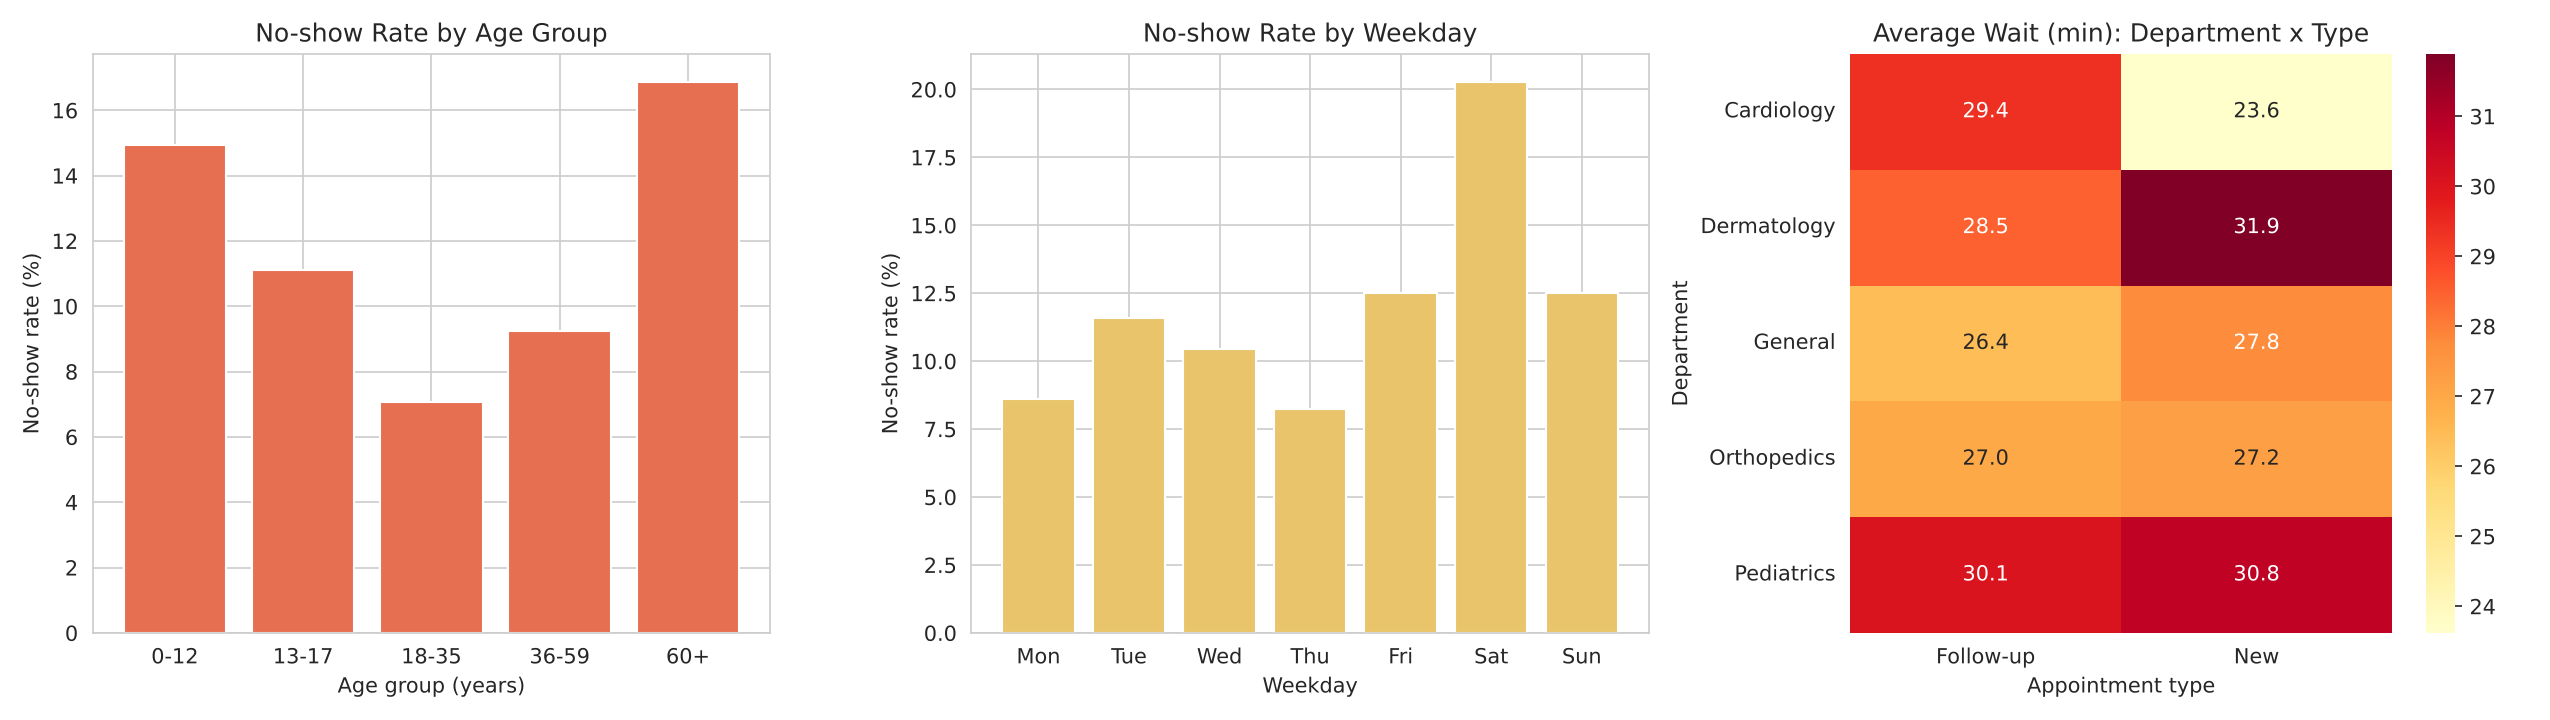 No-show Rate by Age Group
No-show rate (%)
16
14
12
10
8
6
4
2
0
0-12 13-17 18-35 36-59 60+
Age group (years)
No-show Rate by Weekday
No-show rate (%)
20.0
17.5
15.0
12.5
10.0
7.5
5.0
2.5
0.0
Mon Tue Wed Thu Fri Sat Sun
Weekday
Average Wait (min): Department x Type
Department
Cardiology 29.4 23.6
Dermatology 28.5 31.9
General 26.4 27.8
Orthopedics 27.0 27.2
Pediatrics 30.1 30.8
Follow-up New
Appointment type
31
30
29
28
27
26
25
24